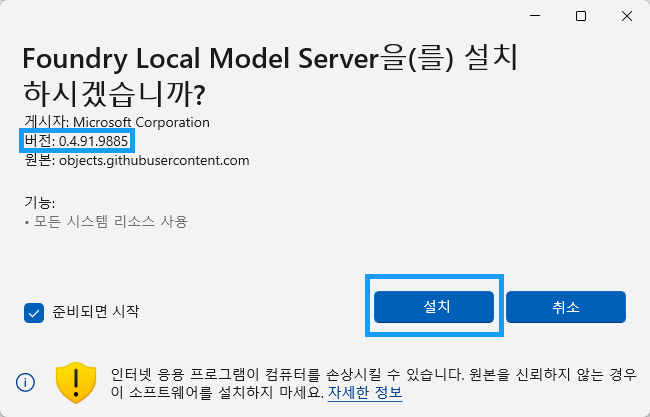 Foundry Local Model Server을(를) 설치
하시겠습니까?
게시자: Microsoft Corporation
버전: 0.4.91.9885
원본: objects.githubusercontent.com
기능:
• 모든 시스템 리소스 사용
준비되면 시작
설치
취소
인터넷 응용 프로그램이 컴퓨터를 손상시킬 수 있습니다. 원본을 신뢰하지 않는 경우
이 소프트웨어를 설치하지 마세요. 자세한 정보